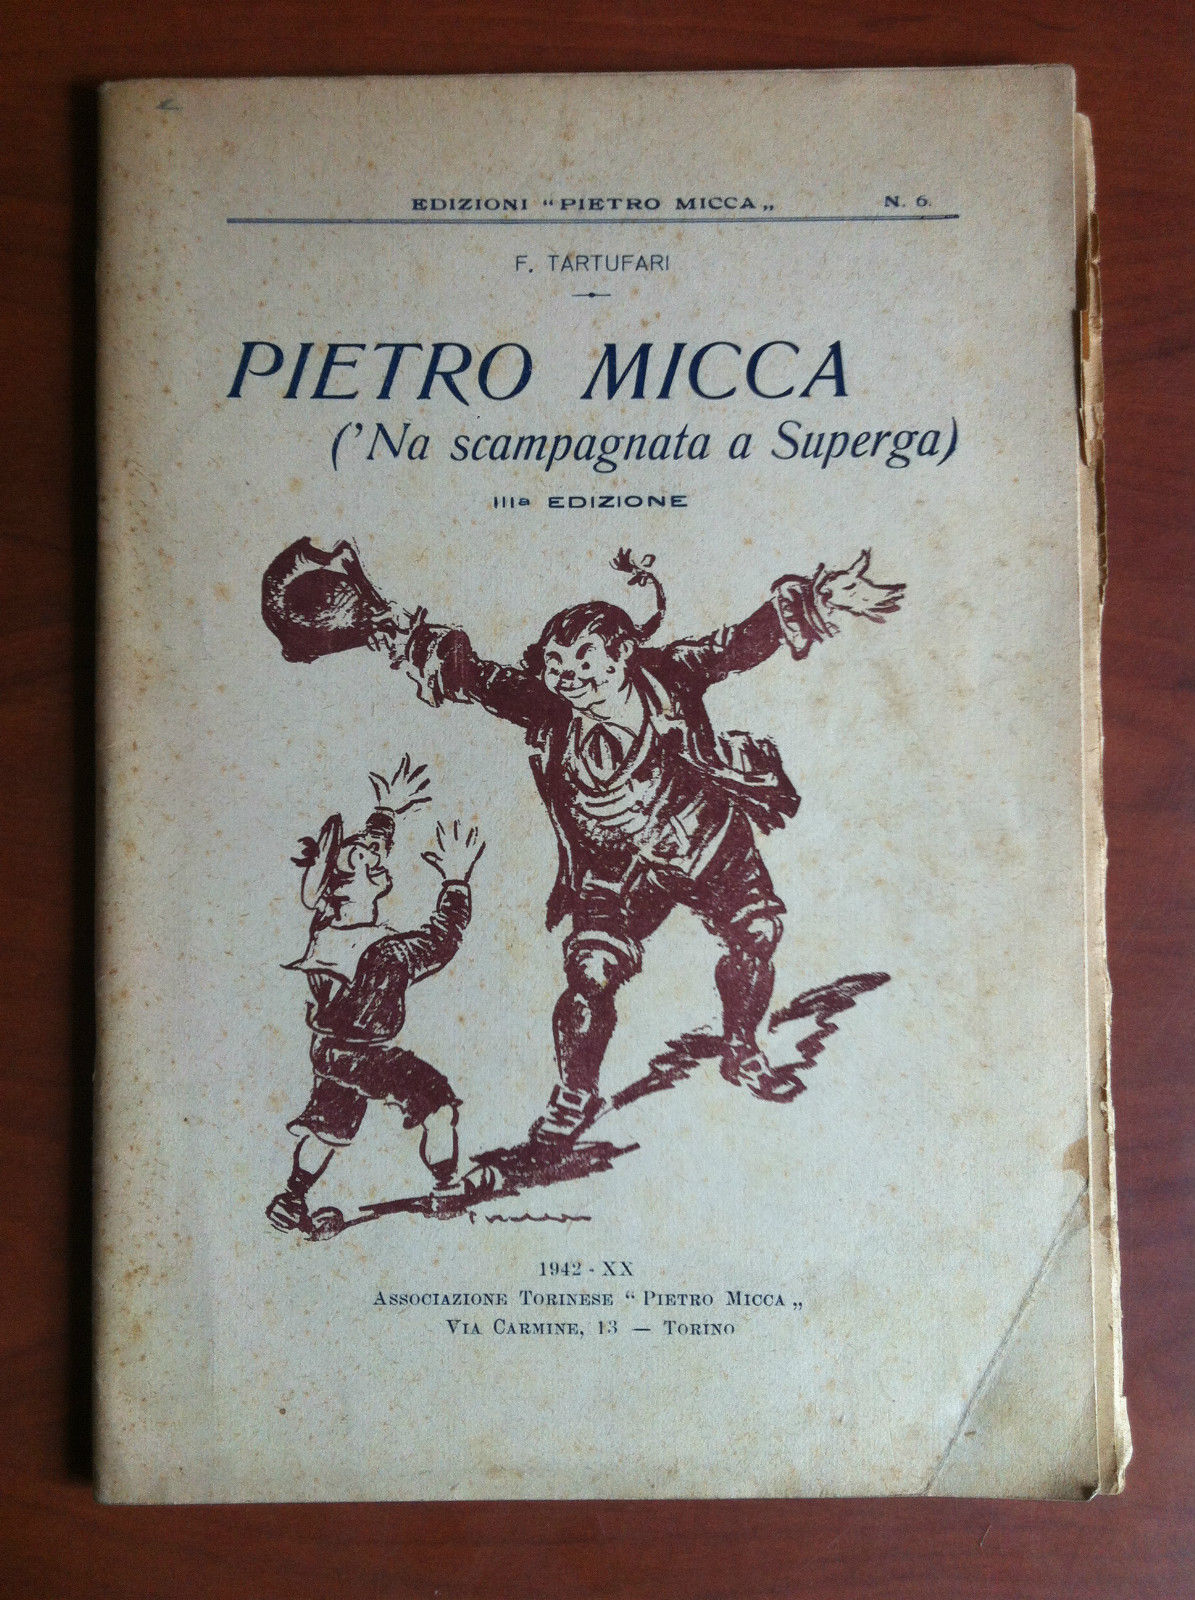 EDIZIONI “ PIETRO MICCA „ N. 6.
F. TARTUFARI
PIETRO MICCA
(’Na scampagnata a Superga)
IIIª EDIZIONE
1942 - XX
ASSOCIAZIONE TORINESE “ PIETRO MICCA „
VIA CARMINE, 13 — TORINO